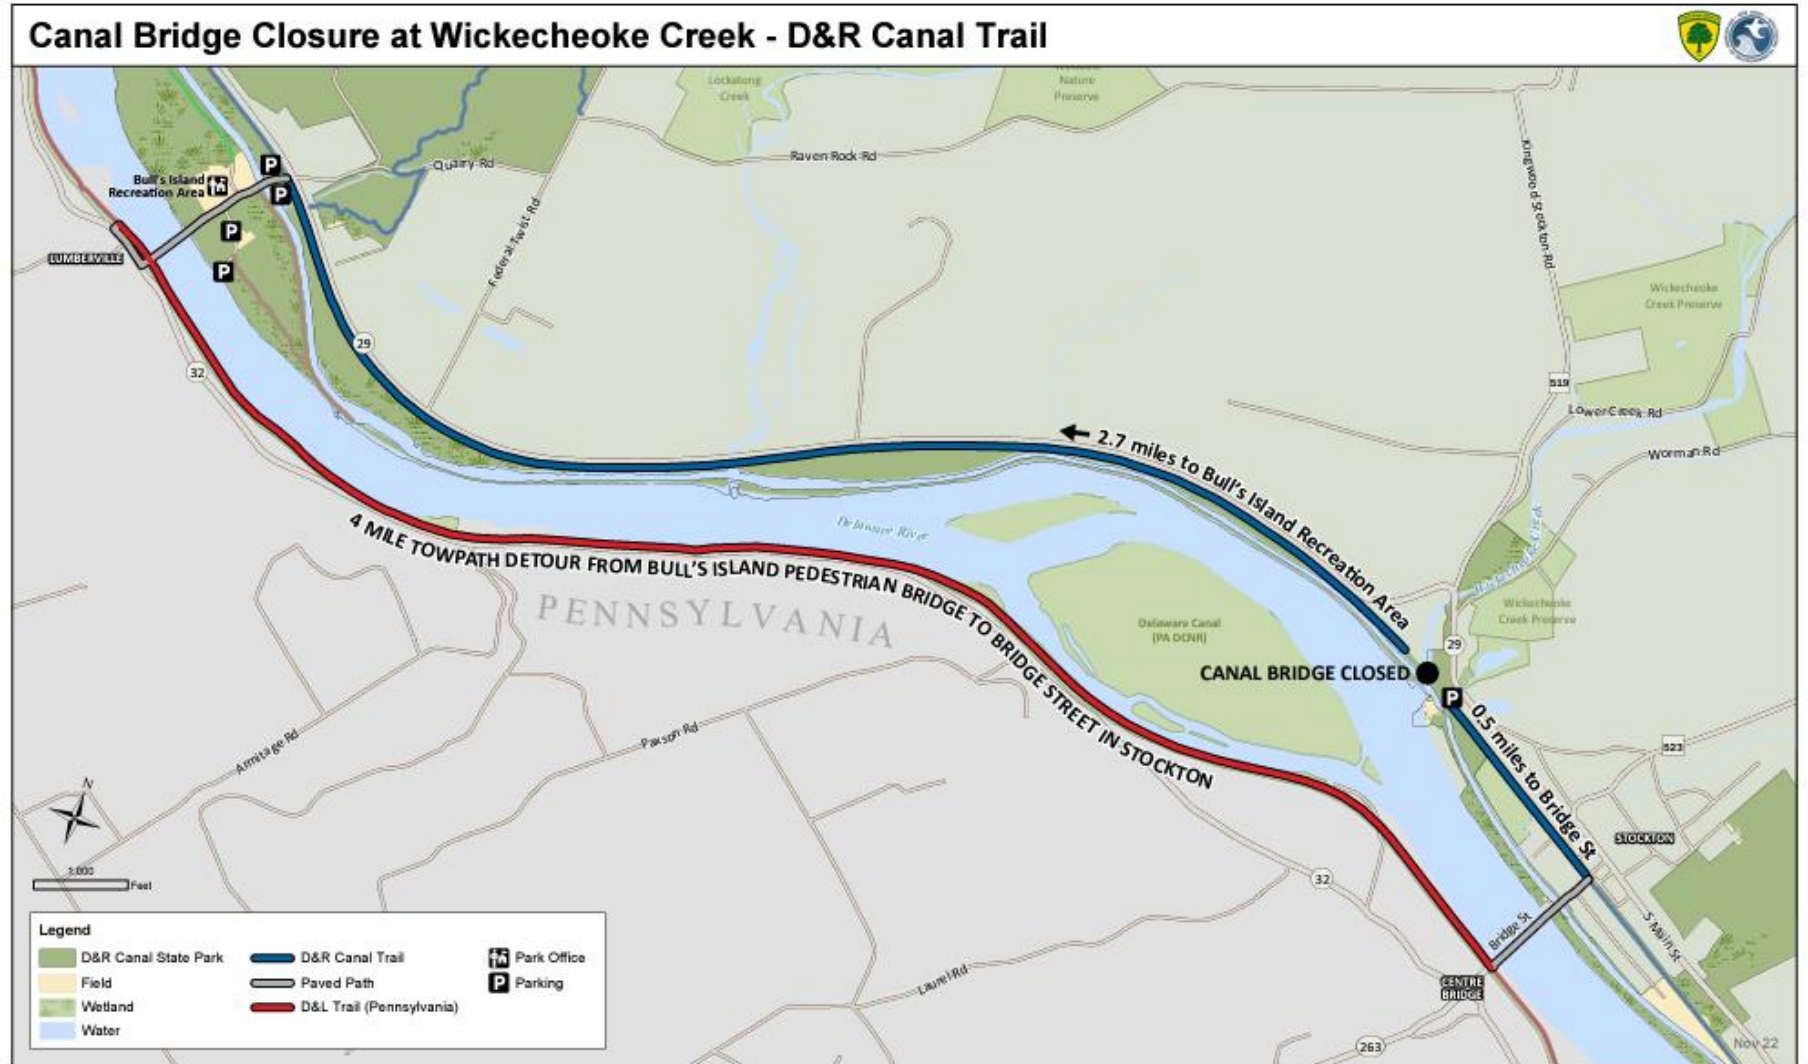 Canal Bridge Closure at Wickecheoke Creek - D&R Canal Trail
Lockatong
Creek
Nature
Preserve
Raven Rock Rd
Quarry Rd
Federal Twist Rd
Kingwood Stockton Rd
Bull's Island
Recreation Area
P
P
P
P
LUMBERVILLE
29
32
Wickecheoke
Creek Preserve
519
Lower Creek Rd
Worman Rd
2.7 miles to Bull's Island Recreation Area
Delaware River
4 MILE TOWPATH DETOUR FROM BULL'S ISLAND PEDESTRIAN BRIDGE TO BRIDGE STREET IN STOCKTON
PENNSYLVANIA
Delaware Canal
(PA DCNR)
Wickecheoke Creek
Wickecheoke
Creek Preserve
29
CANAL BRIDGE CLOSED
P
0.5 miles to Bridge St
523
STOCKTON
Armitage Rd
Paxson Rd
32
Bridge St
S Main St
Laurel Rd
CENTRE
BRIDGE
263
Nov 22
N
1,000
Feet
Legend
D&R Canal State Park
Field
Wetland
Water
D&R Canal Trail
Paved Path
D&L Trail (Pennsylvania)
Park Office
P Parking